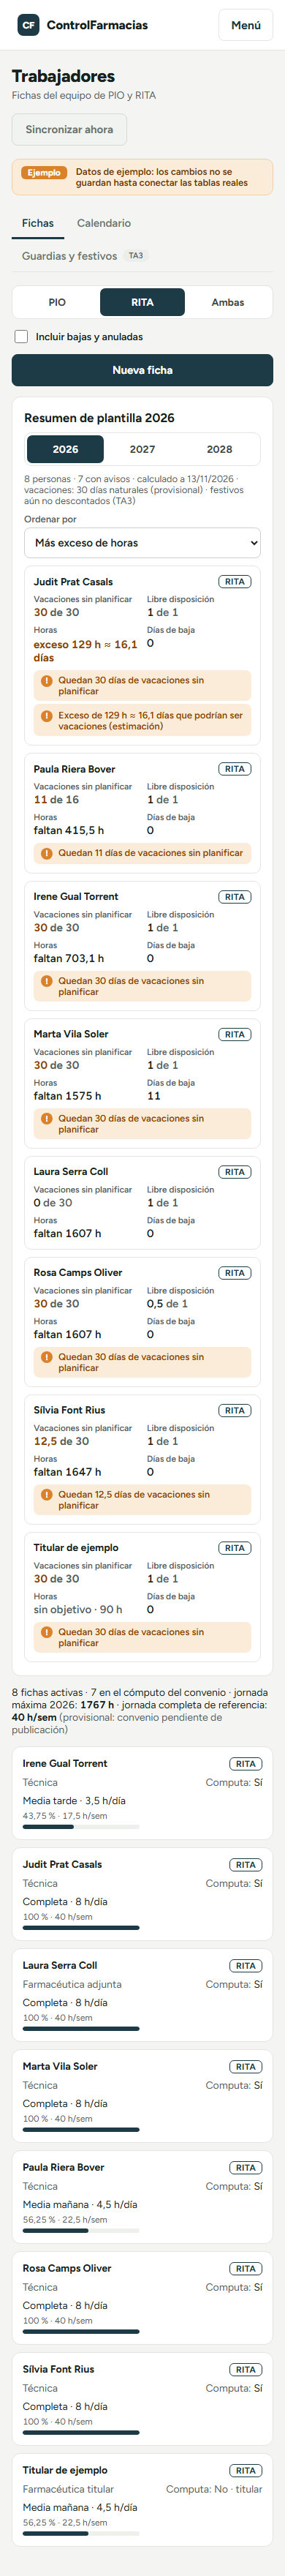 CF ControlFarmacias Menú
Trabajadores
Fichas del equipo de PIO y RITA
Sincronizar ahora
Ejemplo Datos de ejemplo: los cambios no se
guardan hasta conectar las tablas reales
Fichas Calendario
Guardias y festivos TA3
PIO RITA Ambas
Incluir bajas y anuladas
Nueva ficha
Resumen de plantilla 2026
2026 2027 2028
8 personas · 7 con avisos · calculado a 13/11/2026 ·
vacaciones: 30 días naturales (provisional) · festivos
aún no descontados (TA3)
Ordenar por
Más exceso de horas
Judit Prat Casals RITA
Vacaciones sin planificar Libre disposición
30 de 30 1 de 1
Horas Días de baja
exceso 129 h ≈ 16,1 0
días
! Quedan 30 días de vacaciones sin
planificar
! Exceso de 129 h ≈ 16,1 días que podrían ser
vacaciones (estimación)
Paula Riera Bover RITA
Vacaciones sin planificar Libre disposición
11 de 16 1 de 1
Horas Días de baja
faltan 415,5 h 0
! Quedan 11 días de vacaciones sin planificar
Irene Gual Torrent RITA
Vacaciones sin planificar Libre disposición
30 de 30 1 de 1
Horas Días de baja
faltan 703,1 h 0
! Quedan 30 días de vacaciones sin
planificar
Marta Vila Soler RITA
Vacaciones sin planificar Libre disposición
30 de 30 1 de 1
Horas Días de baja
faltan 1575 h 11
! Quedan 30 días de vacaciones sin
planificar
Laura Serra Coll RITA
Vacaciones sin planificar Libre disposición
0 de 30 1 de 1
Horas Días de baja
faltan 1607 h 0
Rosa Camps Oliver RITA
Vacaciones sin planificar Libre disposición
30 de 30 0,5 de 1
Horas Días de baja
faltan 1607 h 0
! Quedan 30 días de vacaciones sin
planificar
Sílvia Font Rius RITA
Vacaciones sin planificar Libre disposición
12,5 de 30 1 de 1
Horas Días de baja
faltan 1647 h 0
! Quedan 12,5 días de vacaciones sin
planificar
Titular de ejemplo RITA
Vacaciones sin planificar Libre disposición
30 de 30 1 de 1
Horas Días de baja
sin objetivo · 90 h 0
! Quedan 30 días de vacaciones sin
planificar
8 fichas activas · 7 en el cómputo del convenio · jornada
máxima 2026: 1767 h · jornada completa de referencia:
40 h/sem (provisional: convenio pendiente de
publicación)
Irene Gual Torrent RITA
Técnica Computa: Sí
Media tarde · 3,5 h/día
43,75 % · 17,5 h/sem
Judit Prat Casals RITA
Técnica Computa: Sí
Completa · 8 h/día
100 % · 40 h/sem
Laura Serra Coll RITA
Farmacéutica adjunta Computa: Sí
Completa · 8 h/día
100 % · 40 h/sem
Marta Vila Soler RITA
Técnica Computa: Sí
Completa · 8 h/día
100 % · 40 h/sem
Paula Riera Bover RITA
Técnica Computa: Sí
Media mañana · 4,5 h/día
56,25 % · 22,5 h/sem
Rosa Camps Oliver RITA
Técnica Computa: Sí
Completa · 8 h/día
100 % · 40 h/sem
Sílvia Font Rius RITA
Técnica Computa: Sí
Completa · 8 h/día
100 % · 40 h/sem
Titular de ejemplo RITA
Farmacéutica titular Computa: No · titular
Media mañana · 4,5 h/día
56,25 % · 22,5 h/sem